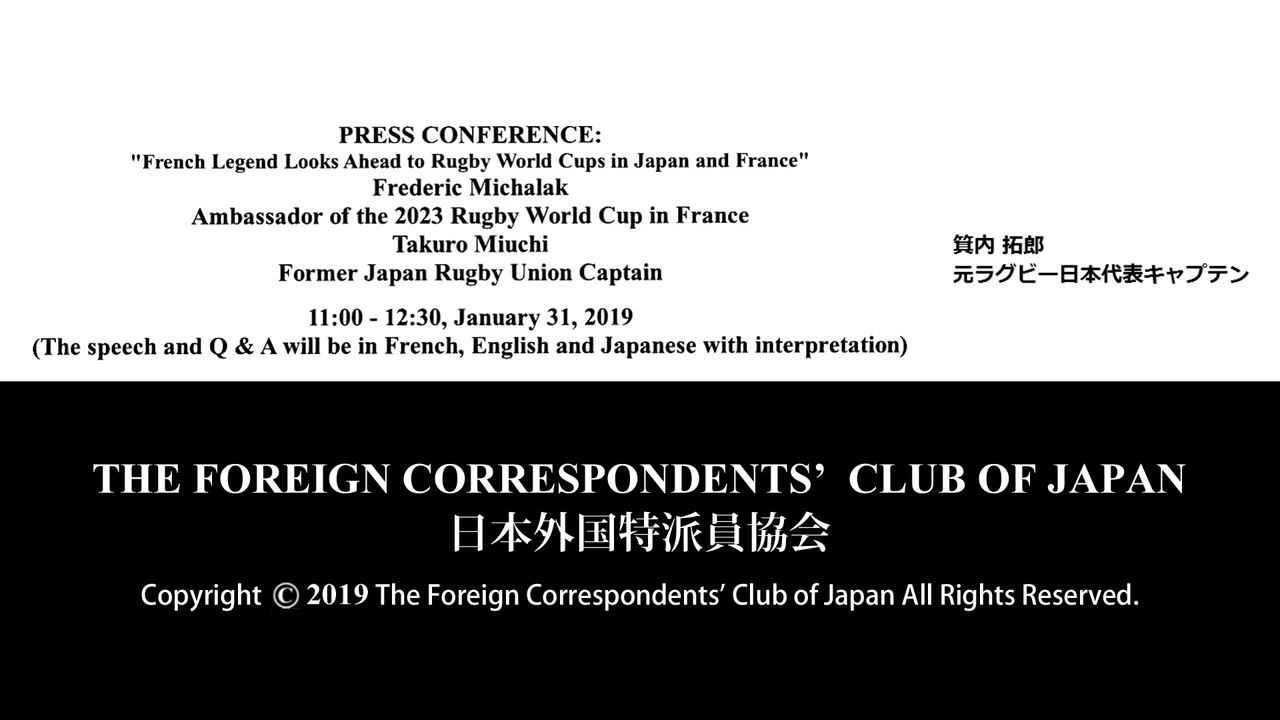 PRESS CONFERENCE:
"French Legend Looks Ahead to Rugby World Cups in Japan and France"
Frederic Michalak
Ambassador of the 2023 Rugby World Cup in France
Takuro Miuchi
Former Japan Rugby Union Captain
箕内 拓郎
元ラグビー日本代表キャプテン
11:00 - 12:30, January 31, 2019
(The speech and Q & A will be in French, English and Japanese with interpretation)
THE FOREIGN CORRESPONDENTS’ CLUB OF JAPAN
日本外国特派員協会
Copyright © 2019 The Foreign Correspondents’ Club of Japan All Rights Reserved.